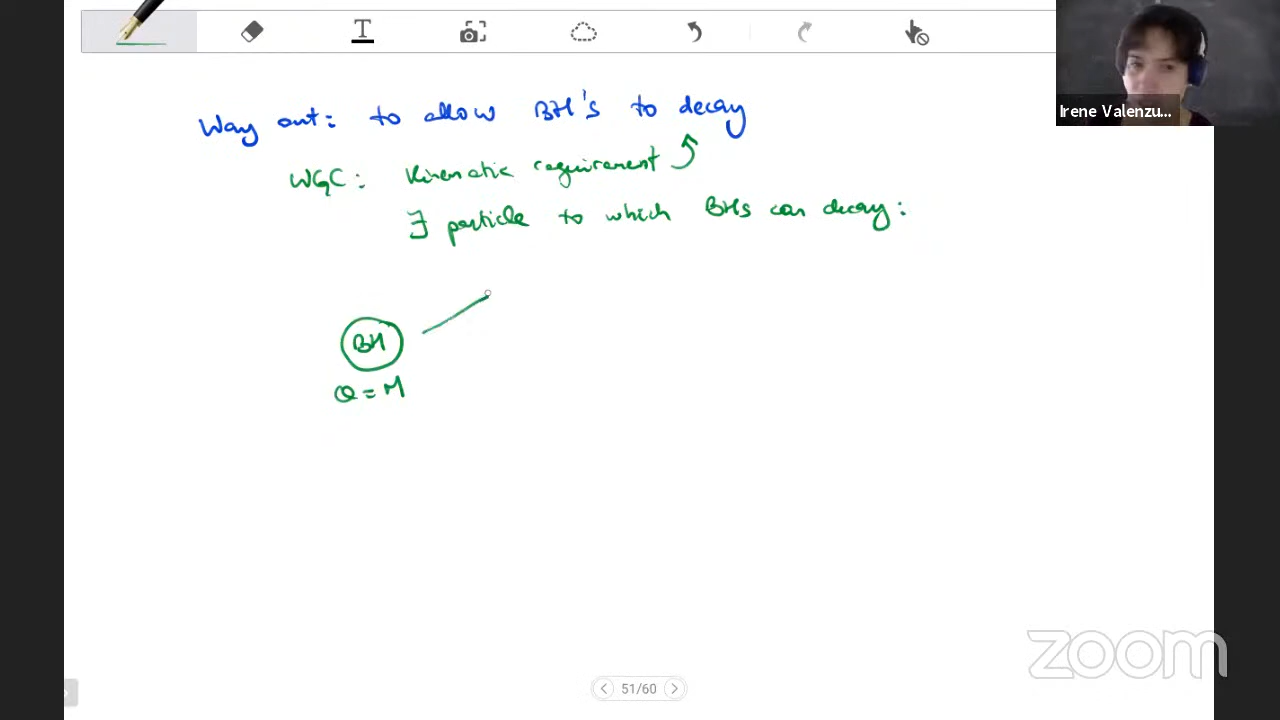 T
Irene Valenzu...
Way out: to allow BH's to decay
WGC: Kinematic requirement
∃ particle to which BHs can decay:
BH
Q = M
zoom
51/60